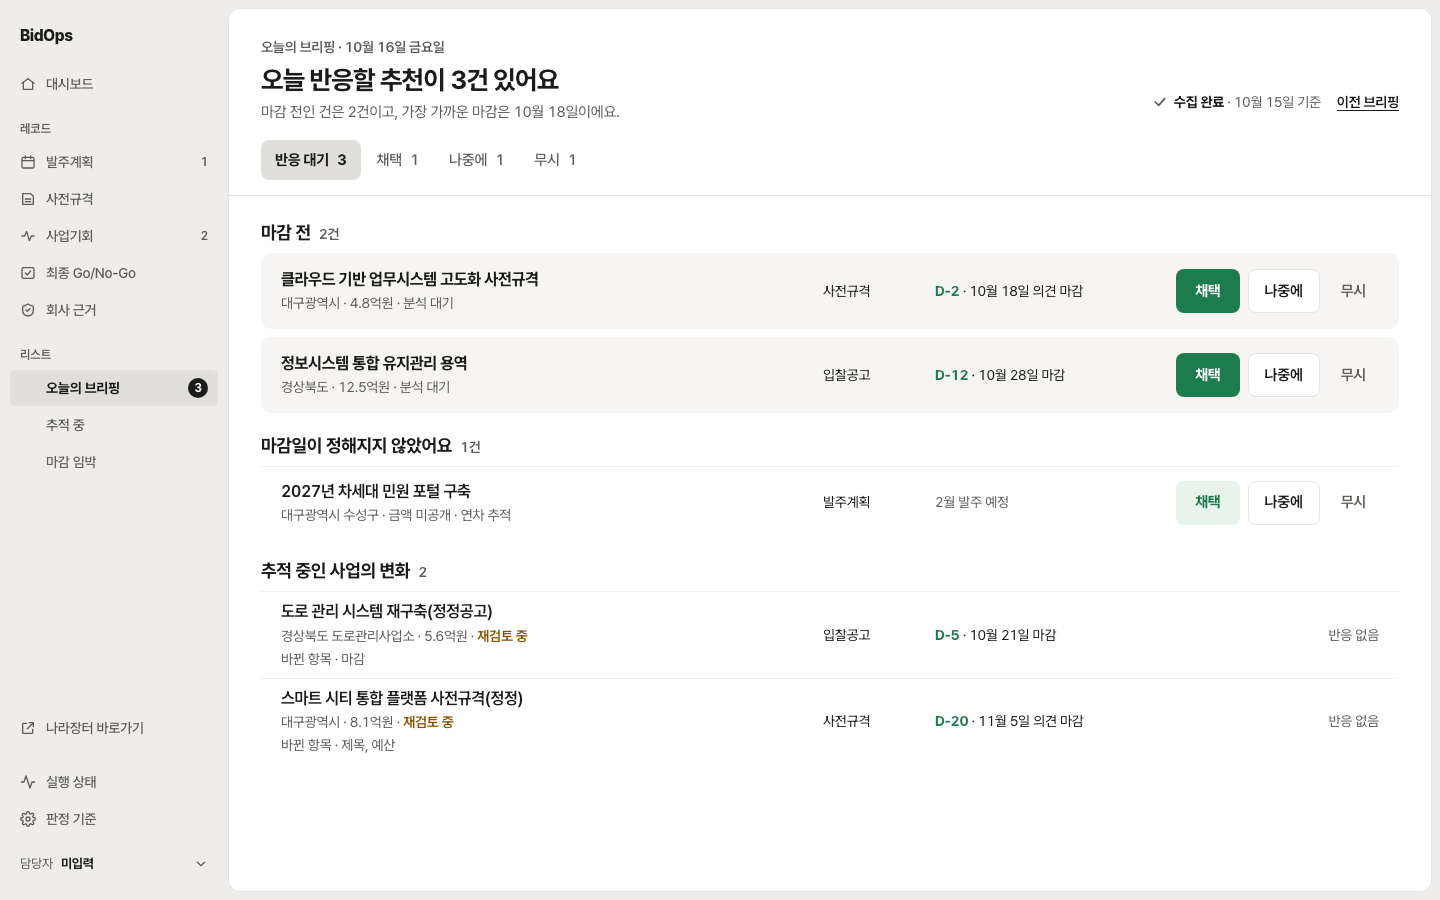 BidOps
대시보드
레코드
발주계획 1
사전규격
사업기회 2
최종 Go/No-Go
회사 근거
리스트
오늘의 브리핑 3
추적 중
마감 임박
나라장터 바로가기
실행 상태
판정 기준
담당자 미입력
오늘의 브리핑 · 10월 16일 금요일
오늘 반응할 추천이 3건 있어요
마감 전인 건은 2건이고, 가장 가까운 마감은 10월 18일이에요.
수집 완료 · 10월 15일 기준 이전 브리핑
반응 대기 3 채택 1 나중에 1 무시 1
마감 전 2건
클라우드 기반 업무시스템 고도화 사전규격
대구광역시 · 4.8억원 · 분석 대기
사전규격 D-2 · 10월 18일 의견 마감 채택 나중에 무시
정보시스템 통합 유지관리 용역
경상북도 · 12.5억원 · 분석 대기
입찰공고 D-12 · 10월 28일 마감 채택 나중에 무시
마감일이 정해지지 않았어요 1건
2027년 차세대 민원 포털 구축
대구광역시 수성구 · 금액 미공개 · 연차 추적
발주계획 2월 발주 예정 채택 나중에 무시
추적 중인 사업의 변화 2
도로 관리 시스템 재구축(정정공고)
경상북도 도로관리사업소 · 5.6억원 · 재검토 중
바뀐 항목 · 마감
입찰공고 D-5 · 10월 21일 마감 반응 없음
스마트 시티 통합 플랫폼 사전규격(정정)
대구광역시 · 8.1억원 · 재검토 중
바뀐 항목 · 제목, 예산
사전규격 D-20 · 11월 5일 의견 마감 반응 없음